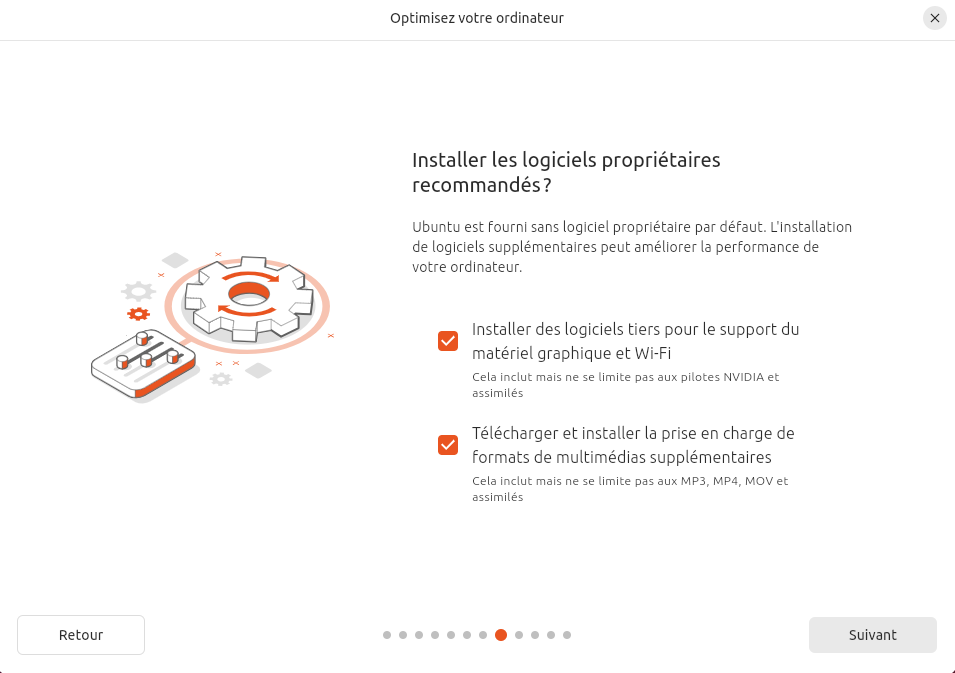 Optimisez votre ordinateur
Installer les logiciels propriétaires
recommandés ?
Ubuntu est fourni sans logiciel propriétaire par défaut. L'installation
de logiciels supplémentaires peut améliorer la performance de
votre ordinateur.
Installer des logiciels tiers pour le support du
matériel graphique et Wi-Fi
Cela inclut mais ne se limite pas aux pilotes NVIDIA et
assimilés
Télécharger et installer la prise en charge de
formats de multimédias supplémentaires
Cela inclut mais ne se limite pas aux MP3, MP4, MOV et
assimilés
Retour
Suivant